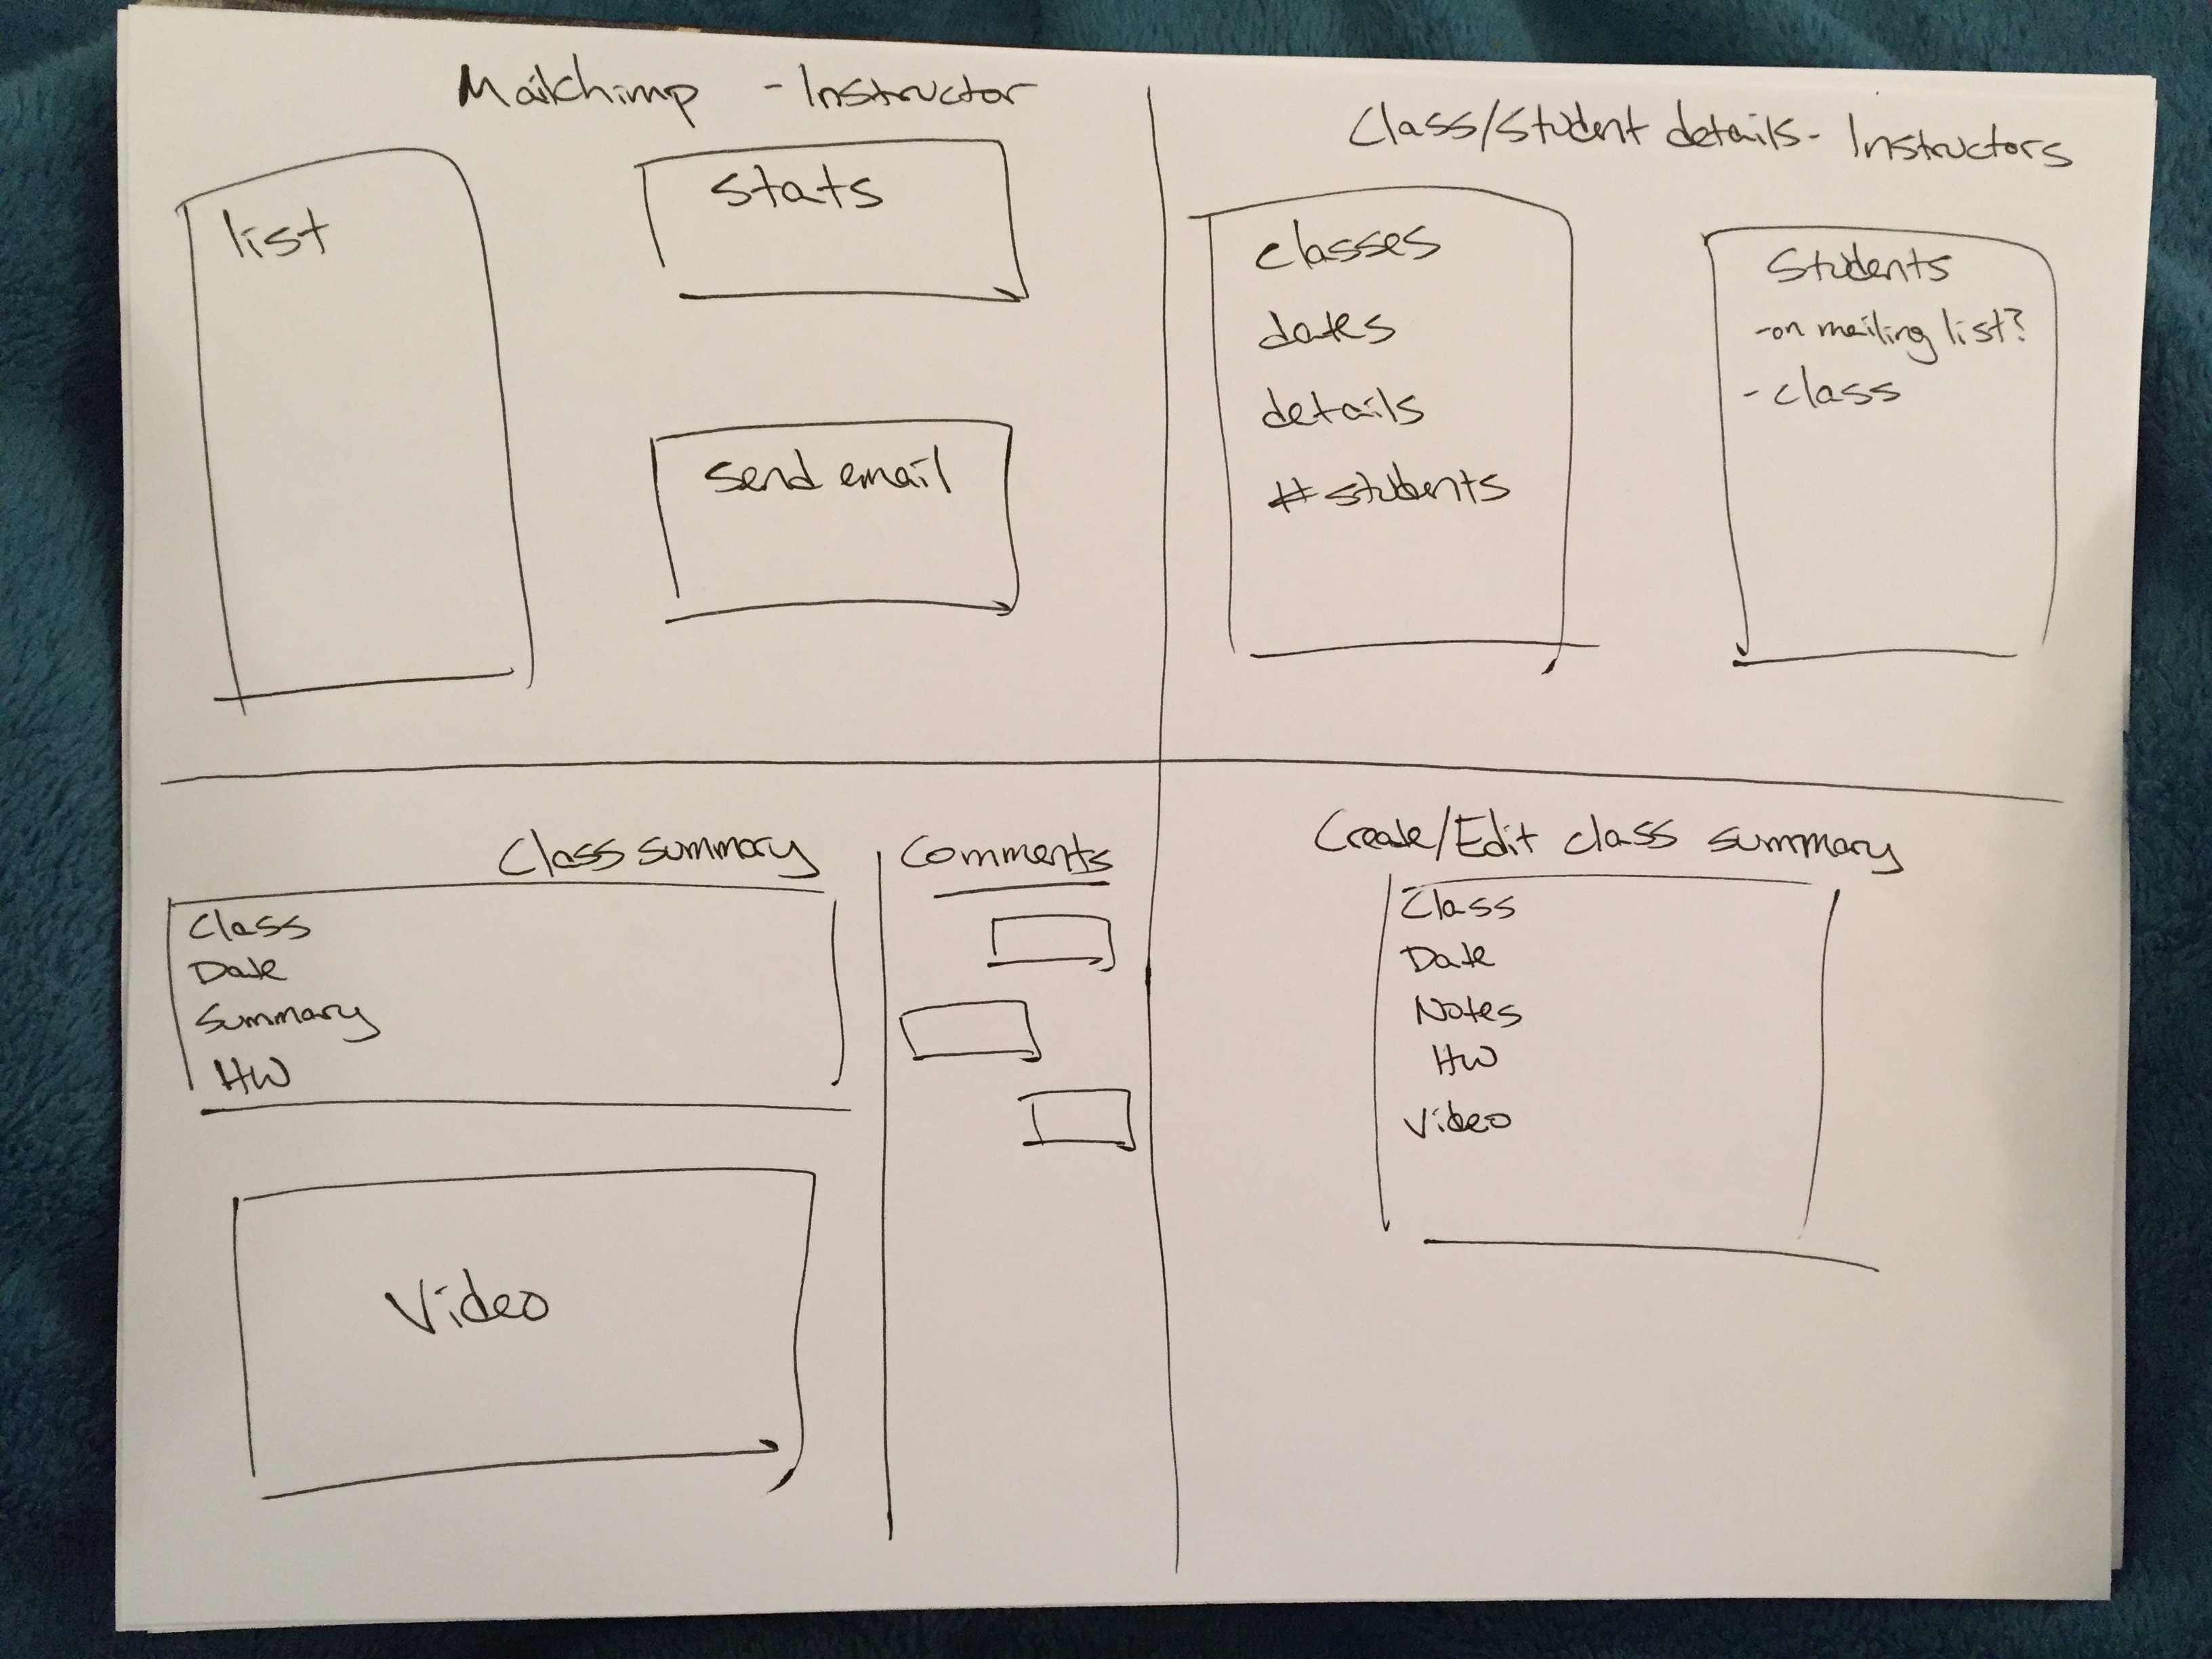 Mailchimp - Instructor
list
stats
send email
Class/Student details - Instructors
classes
dates
details
# students
Students
- on mailing list?
- class
Class summary
Class
Date
Summary
HW
Video
Comments
Create/Edit class summary
Class
Date
Notes
HW
Video